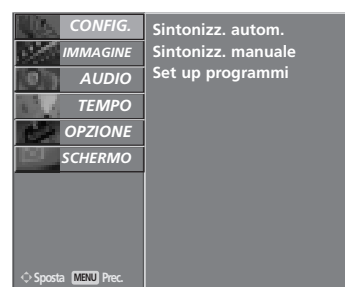 CONFIG.
IMMAGINE
AUDIO
TEMPO
OPZIONE
SCHERMO
Sintonizz. autom.
Sintonizz. manuale
Set up programmi
Sposta MENU Prec.